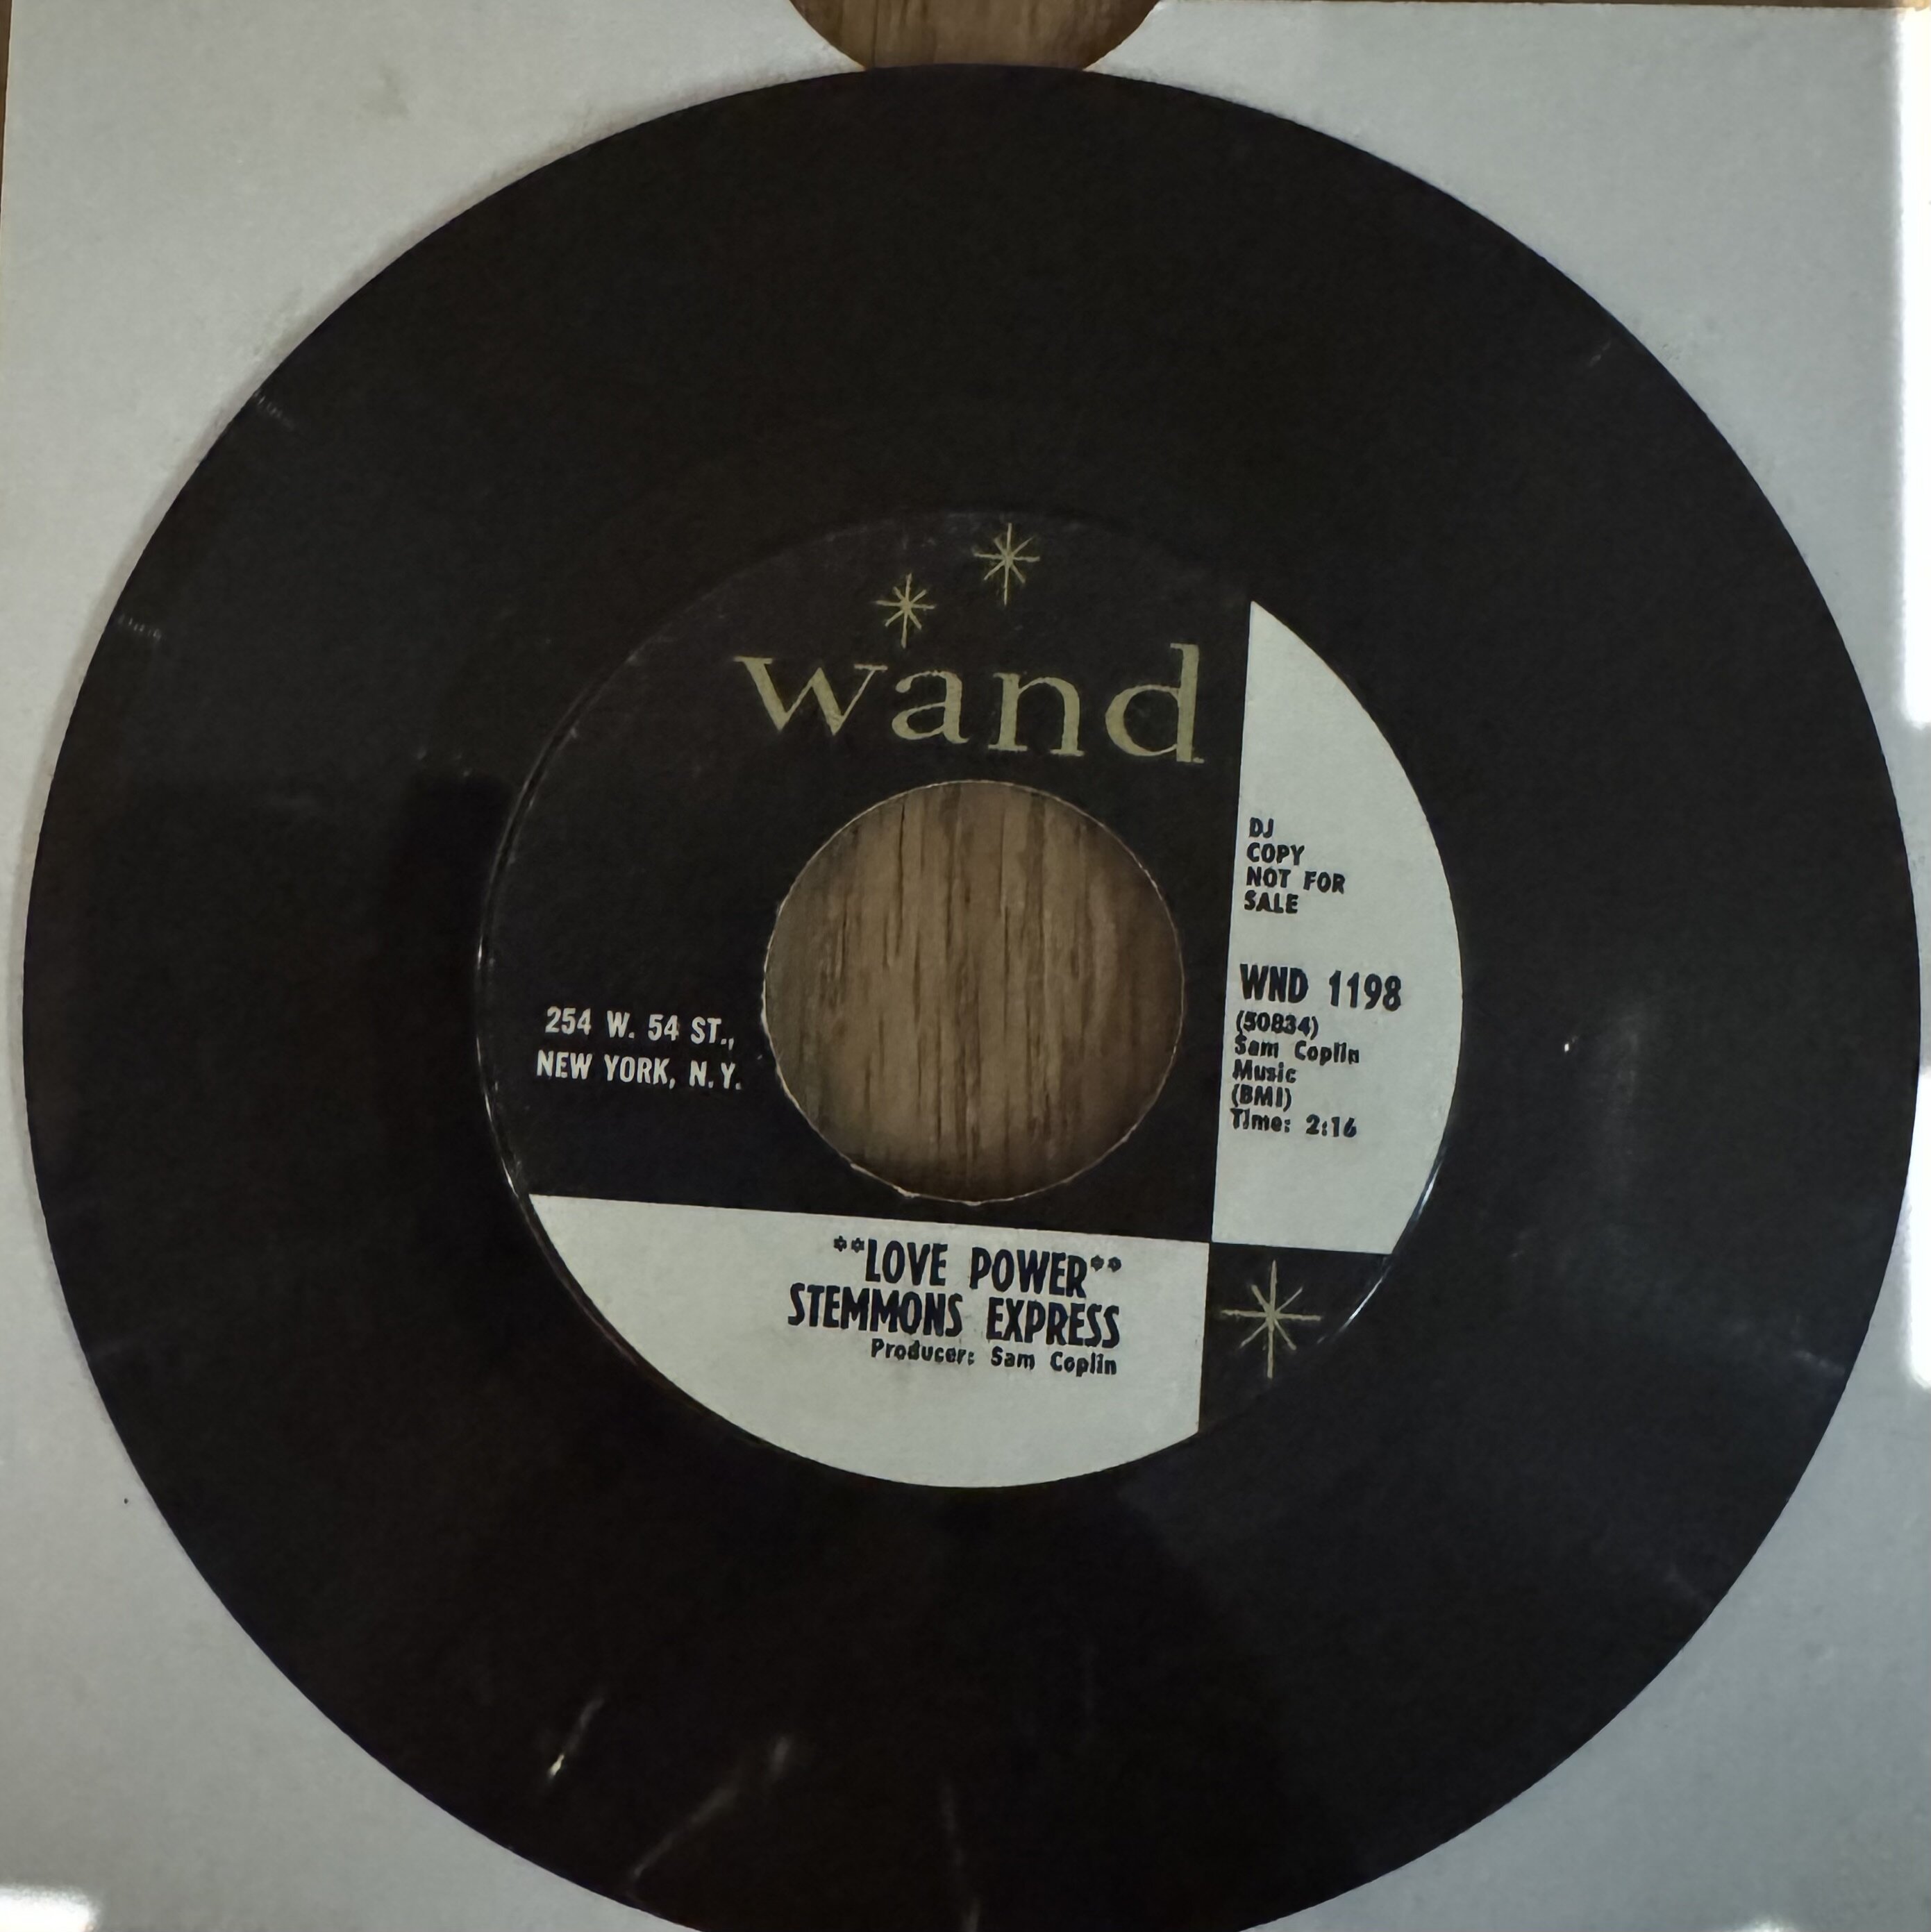 wand
DJ
COPY
NOT FOR
SALE
WND 1198
(50834)
Sam Coplin
Music
(BMI)
Time: 2:16
254 W. 54 ST.,
NEW YORK, N.Y.
**LOVE POWER**
STEMMONS EXPRESS
Producer: Sam Coplin